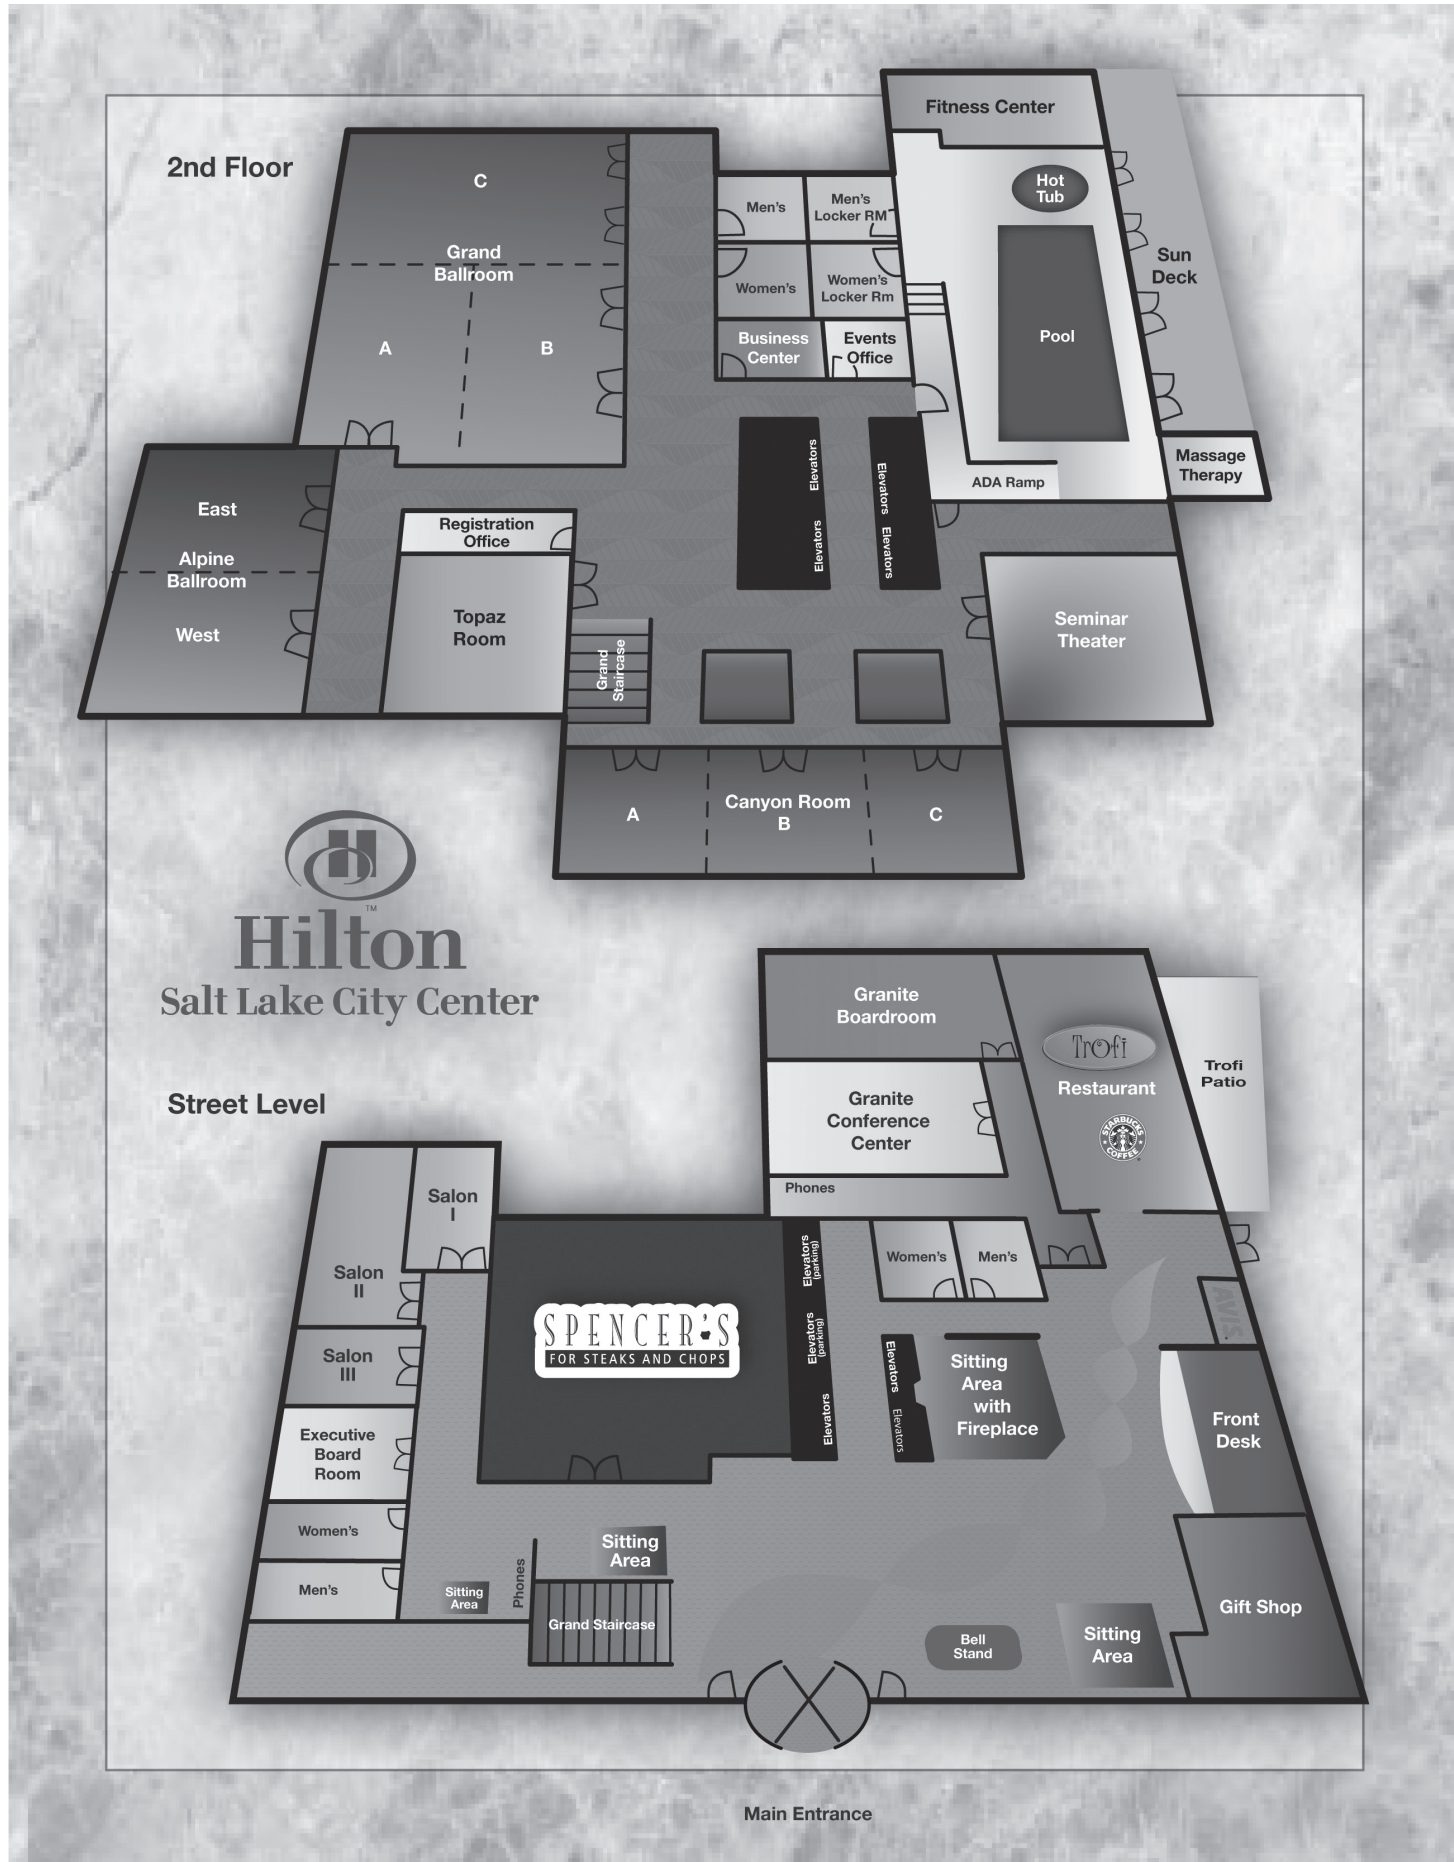 2nd Floor
Fitness Center
Hot
Tub
Sun
Deck
Pool
C
Grand
Ballroom
A
B
Men's
Men's
Locker RM
Women's
Women's
Locker Rm
Business
Center
Events
Office
Elevators
Elevators
Elevators
Elevators
ADA Ramp
Massage
Therapy
East
Alpine
Ballroom
West
Registration
Office
Topaz
Room
Grand
Staircase
Seminar
Theater
A
Canyon Room
B
C
H
TM
Hilton
Salt Lake City Center
Street Level
Granite
Boardroom
Trofi
Restaurant
STARBUCKS
COFFEE
Trofi
Patio
Granite
Conference
Center
Phones
Salon
I
Salon
II
Salon
III
Executive
Board
Room
Women's
Men's
SPENCER'S
FOR STEAKS AND CHOPS
Elevators
(parking)
Elevators
(parking)
Elevators
Women's
Men's
Elevators
Elevators
Sitting
Area
with
Fireplace
AVIS
Front
Desk
Gift Shop
Sitting
Area
Sitting
Area
Phones
Grand Staircase
Bell
Stand
Sitting
Area
Main Entrance